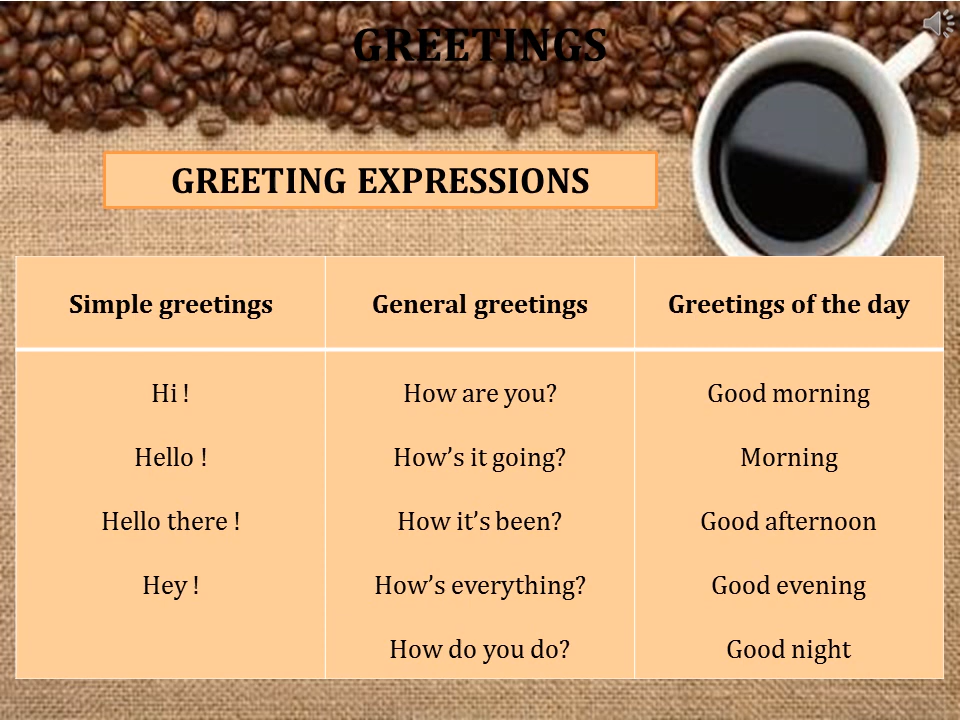 GREETINGS
GREETING EXPRESSIONS
Simple greetings
General greetings
Greetings of the day
Hi !
How are you?
Good morning
Hello !
How’s it going?
Morning
Hello there !
How it’s been?
Good afternoon
Hey !
How’s everything?
Good evening
How do you do?
Good night